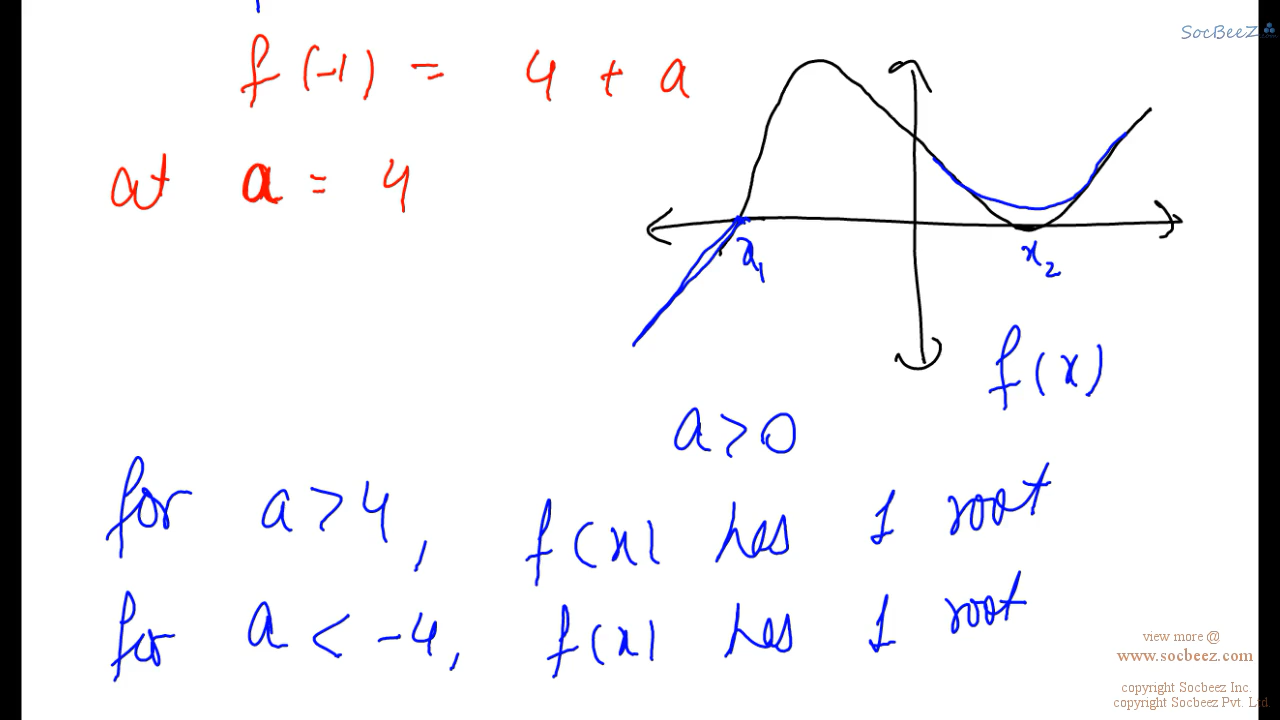 SocBeeZ.com
f(-1) = 4 + a
at a = 4
x₁
x₂
f(x)
a > 0
for a > 4, f(x) has 1 root
for a < -4, f(x) has 1 root
view more @
www.socbeez.com
copyright Socbeez Inc.
copyright Socbeez Pvt. Ltd.